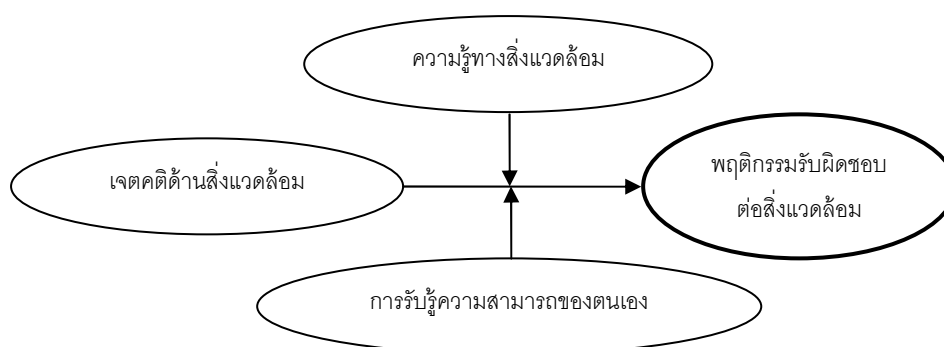 ความรู้ทางสิ่งแวดล้อม
เจตคติด้านสิ่งแวดล้อม
พฤติกรรมรับผิดชอบ
ต่อสิ่งแวดล้อม
การรับรู้ความสามารถของตนเอง